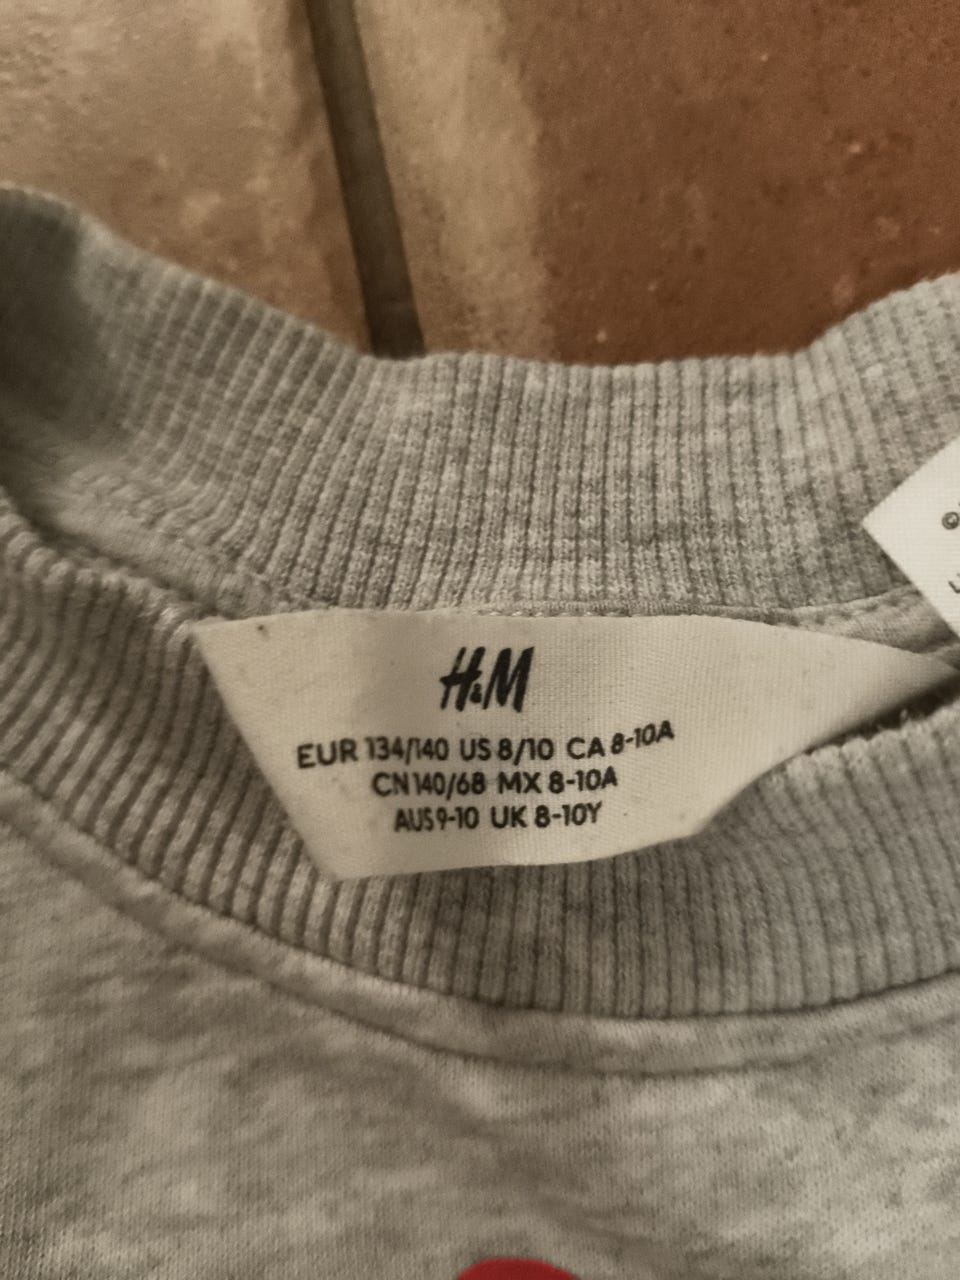 H&M
EUR 134/140 US 8/10 CA 8-10A
CN 140/68 MX 8-10A
AUS 9-10 UK 8-10Y
©